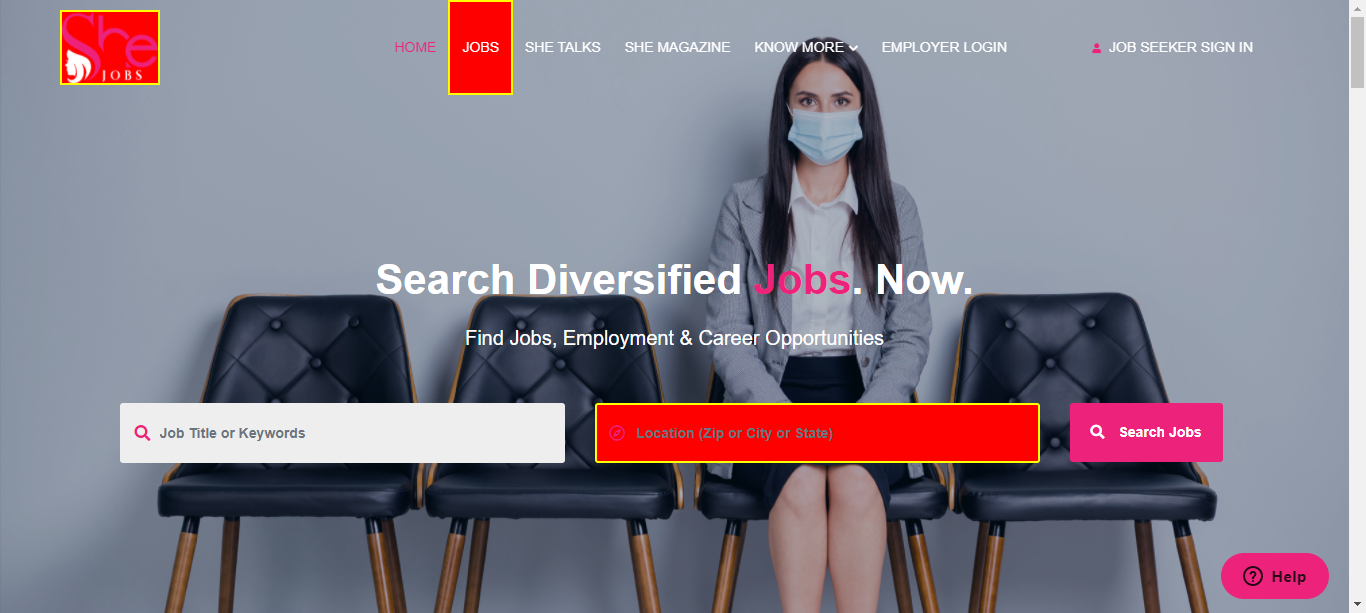 She
JOBS
HOME JOBS SHE TALKS SHE MAGAZINE KNOW MORE EMPLOYER LOGIN JOB SEEKER SIGN IN
Search Diversified Jobs. Now.
Find Jobs, Employment & Career Opportunities
Job Title or Keywords Location (Zip or City or State) Search Jobs
Help